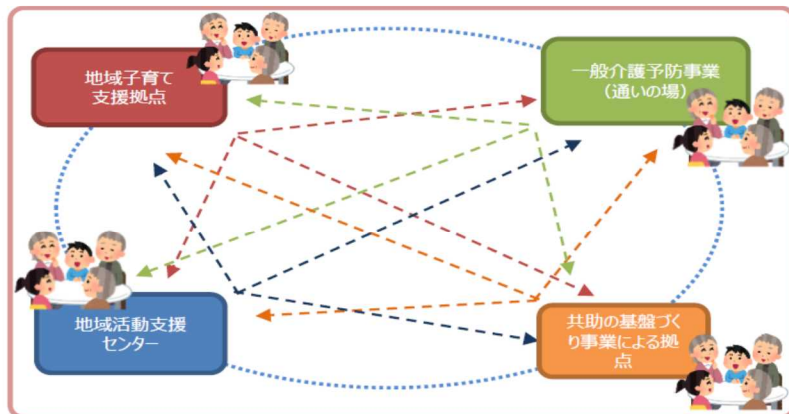 地域子育て
支援拠点
一般介護予防事業
（通いの場）
地域活動支援
センター
共助の基盤づく
り事業による拠
点